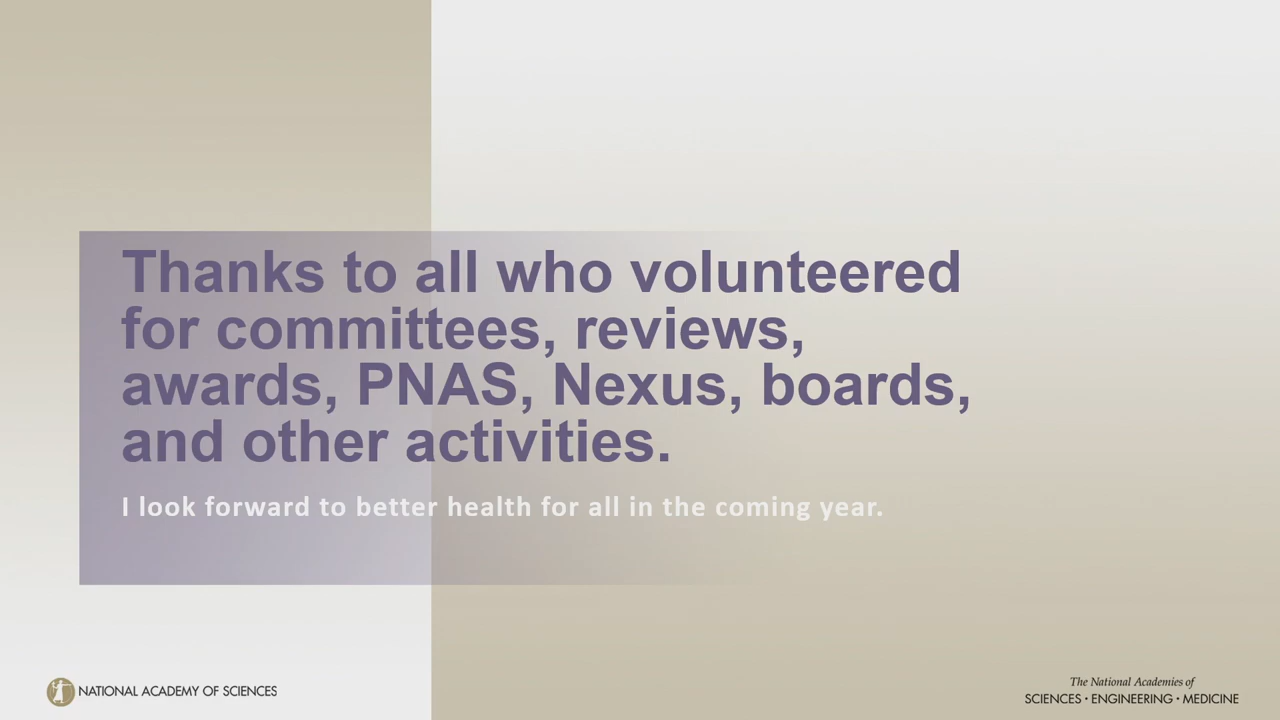 Thanks to all who volunteered
for committees, reviews,
awards, PNAS, Nexus, boards,
and other activities.
I look forward to better health for all in the coming year.
NATIONAL ACADEMY OF SCIENCES
The National Academies of
SCIENCES · ENGINEERING · MEDICINE